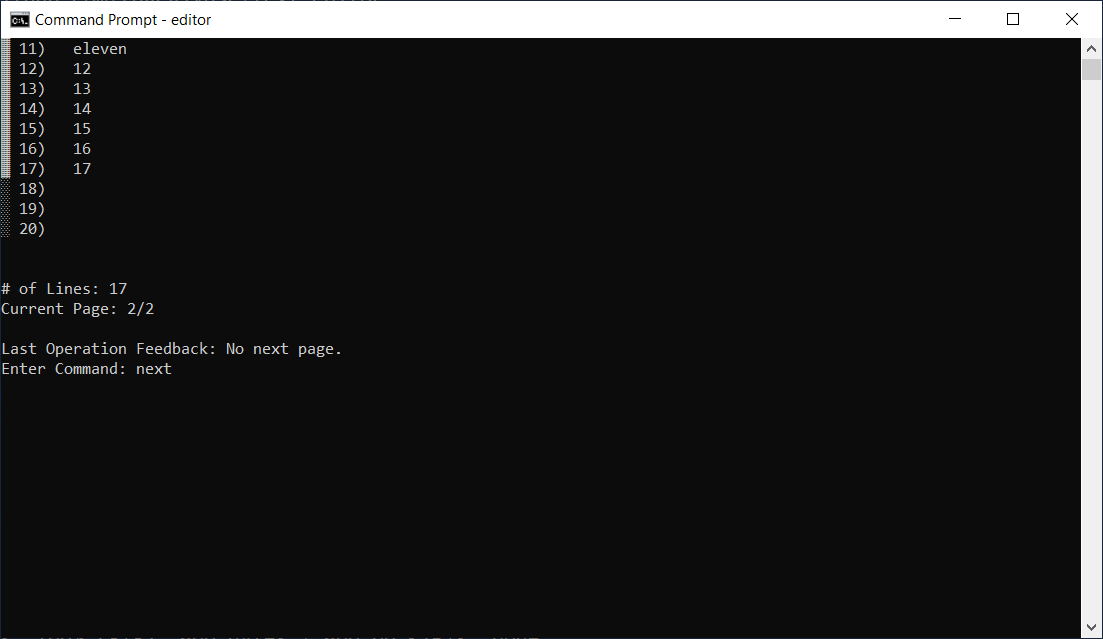 Command Prompt - editor
11) eleven
12) 12
13) 13
14) 14
15) 15
16) 16
17) 17
18)
19)
20)
# of Lines: 17
Current Page: 2/2
Last Operation Feedback: No next page.
Enter Command: next